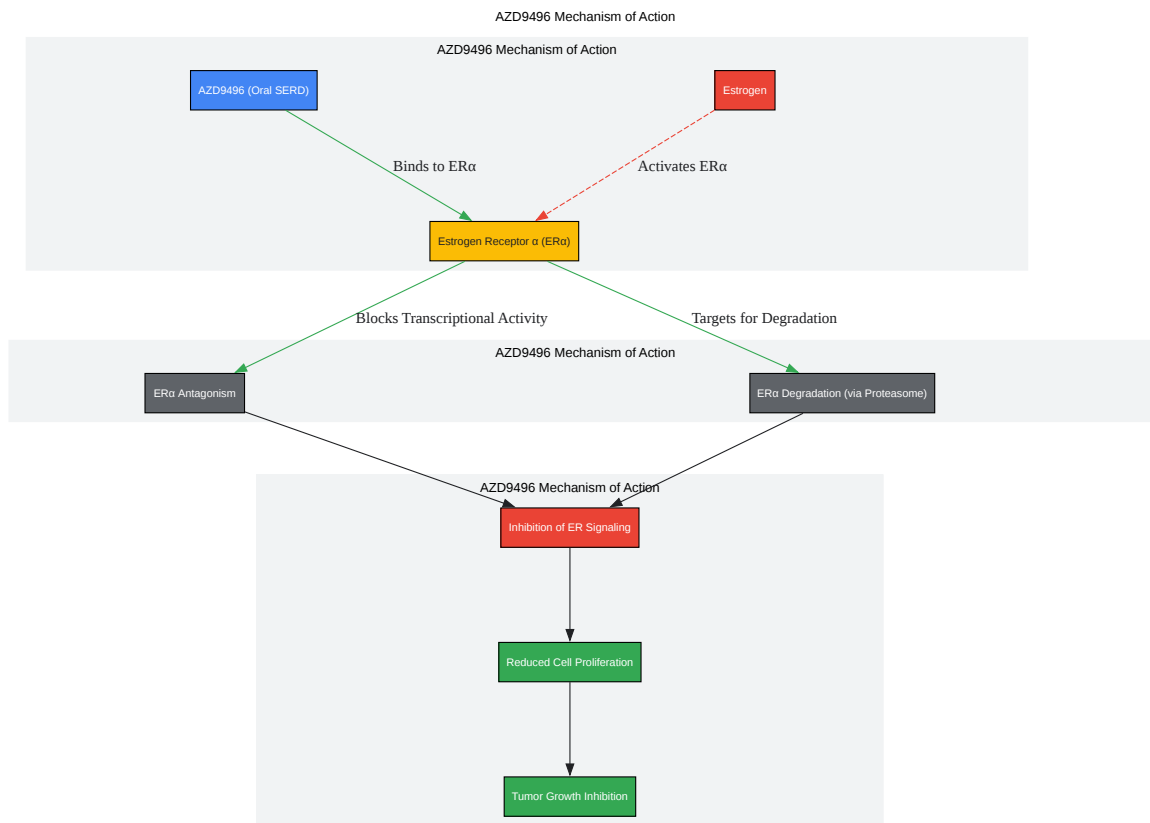 AZD9496 Mechanism of Action
AZD9496 Mechanism of Action
AZD9496 (Oral SERD)
Estrogen
Binds to ERα
Activates ERα
Estrogen Receptor α (ERα)
Blocks Transcriptional Activity
Targets for Degradation
AZD9496 Mechanism of Action
ERα Antagonism
ERα Degradation (via Proteasome)
AZD9496 Mechanism of Action
Inhibition of ER Signaling
Reduced Cell Proliferation
Tumor Growth Inhibition